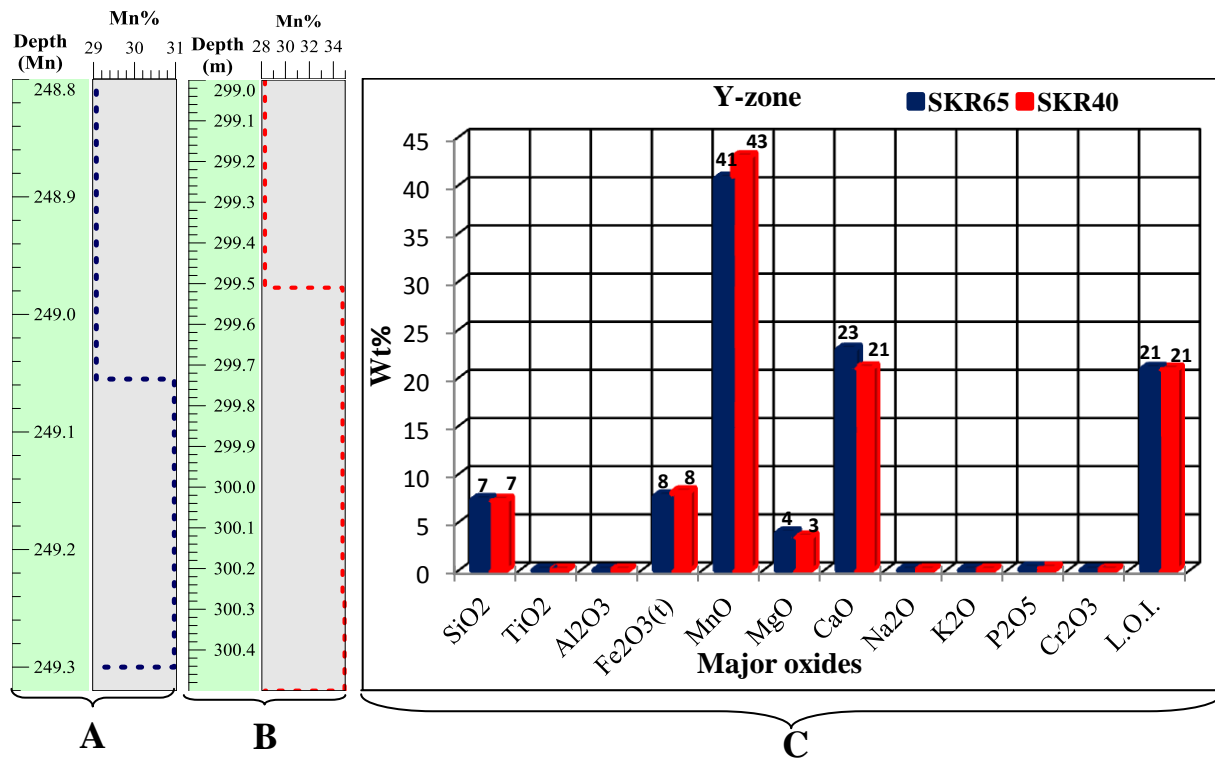 Mn%
Depth
(Mn)
29 30 31
248.8
248.9
249.0
249.1
249.2
249.3
A
Mn%
Depth
(m)
28 30 32 34
299.0
299.1
299.2
299.3
299.4
299.5
299.6
299.7
299.8
299.9
300.0
300.1
300.2
300.3
300.4
B
Y-zone
SKR65 SKR40
Wt%
45
40
35
30
25
20
15
10
5
0
7 7
8 8
41 43
4 3
23 21
21 21
SiO2 TiO2 Al2O3 Fe2O3(t) MnO MgO CaO Na2O K2O P2O5 Cr2O3 L.O.I.
Major oxides
C